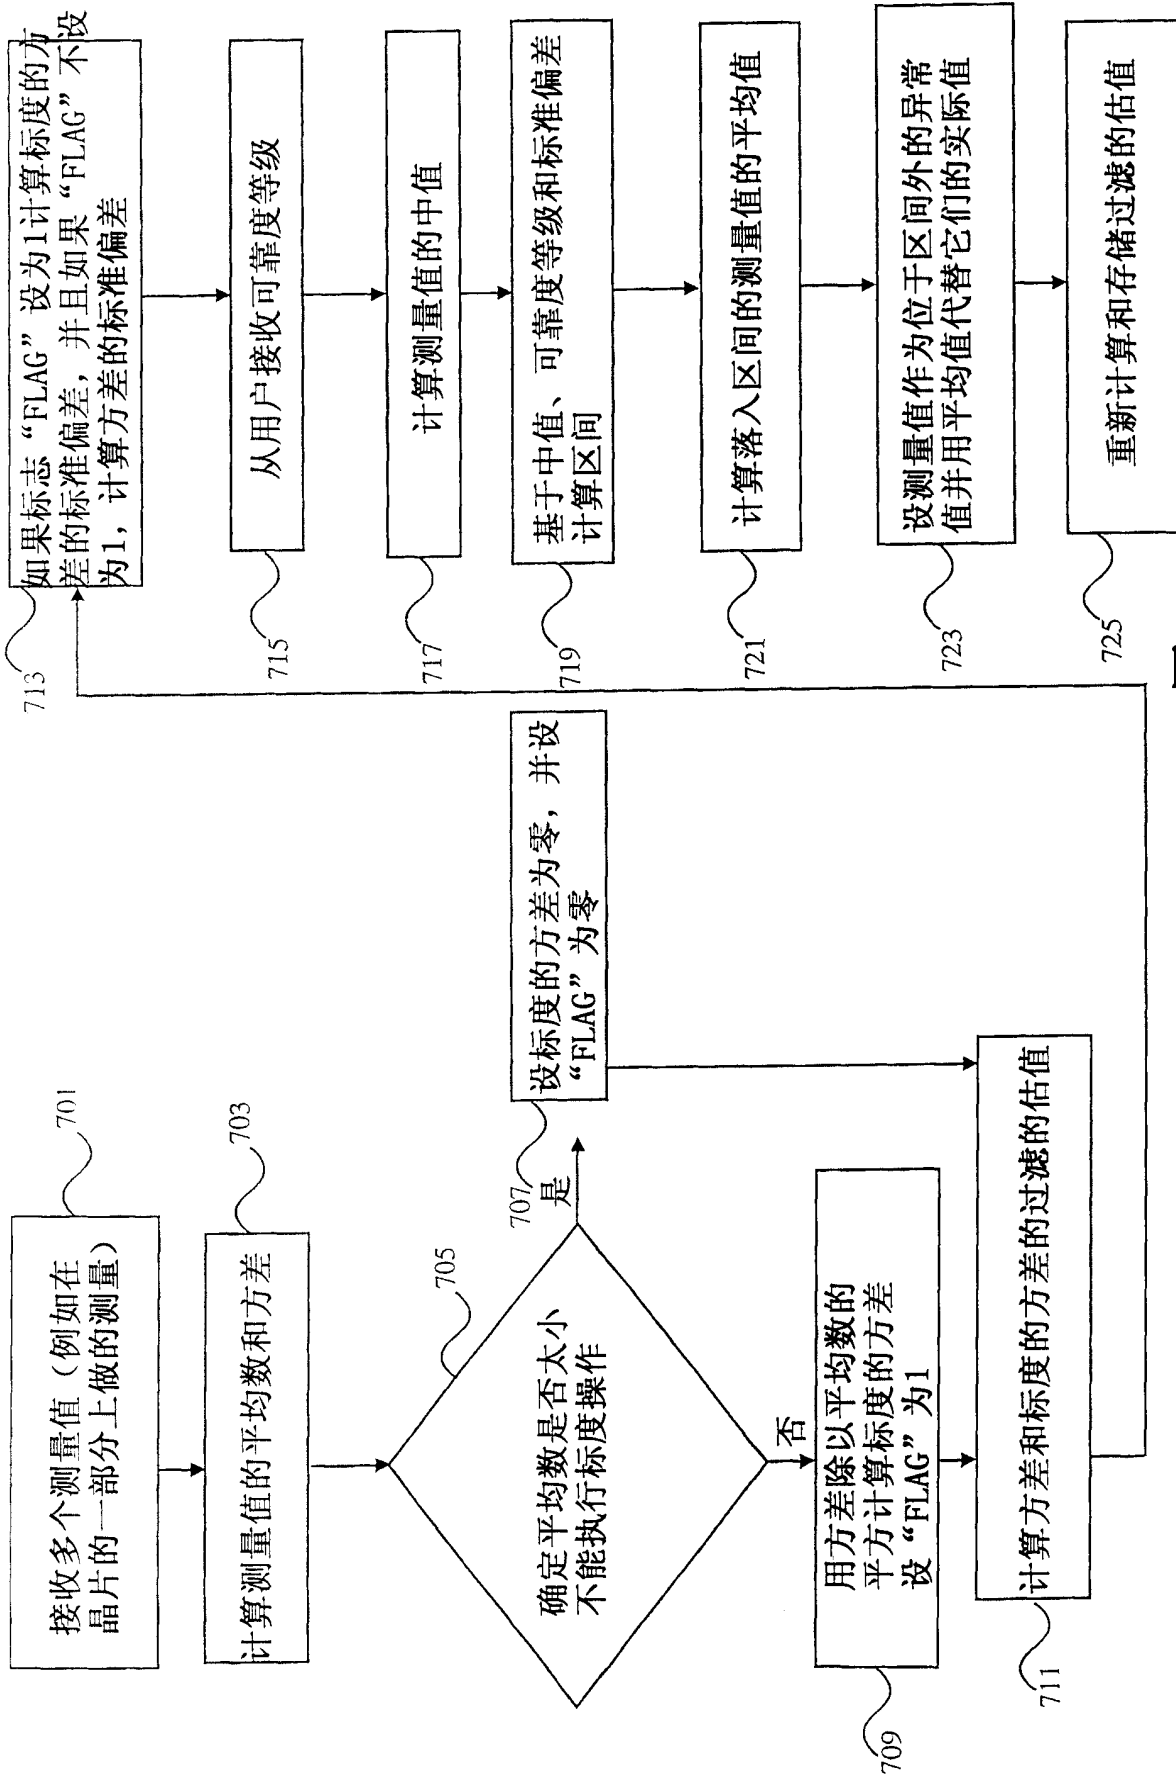 701
接收多个测量值（例如在
晶片的一部分上做的测量）
703
计算测量值的平均数和方差
705
确定平均数是否太小
不能执行标度操作
是
707
设标度的方差为零，并设
“FLAG”为零
否
709
用方差除以平均数的
平方计算标度的方差
设“FLAG”为1
711
计算方差和标度的方差的过滤的估值
713
如果标志“FLAG”设为1计算标度的方
差的标准偏差，并且如果“FLAG”不设
为1，计算方差的标准偏差
715
从用户接收可靠度等级
717
计算测量值的中值
719
基于中值、可靠度等级和标准偏差
计算区间
721
计算落入区间的测量值的平均值
723
设测量值作为位于区间外的异常
值并用平均值代替它们的实际值
725
重新计算和存储过滤的估值